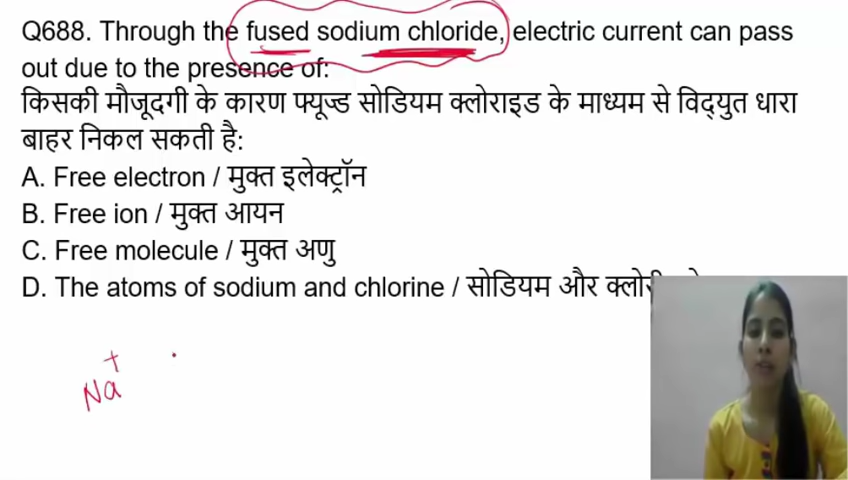 Q688. Through the fused sodium chloride, electric current can pass
out due to the presence of:
किसकी मौजूदगी के कारण फ्यूज्ड सोडियम क्लोराइड के माध्यम से विद्युत धारा
बाहर निकल सकती है:
A. Free electron / मुक्त इलेक्ट्रॉन
B. Free ion / मुक्त आयन
C. Free molecule / मुक्त अणु
D. The atoms of sodium and chlorine / सोडियम और
Na+